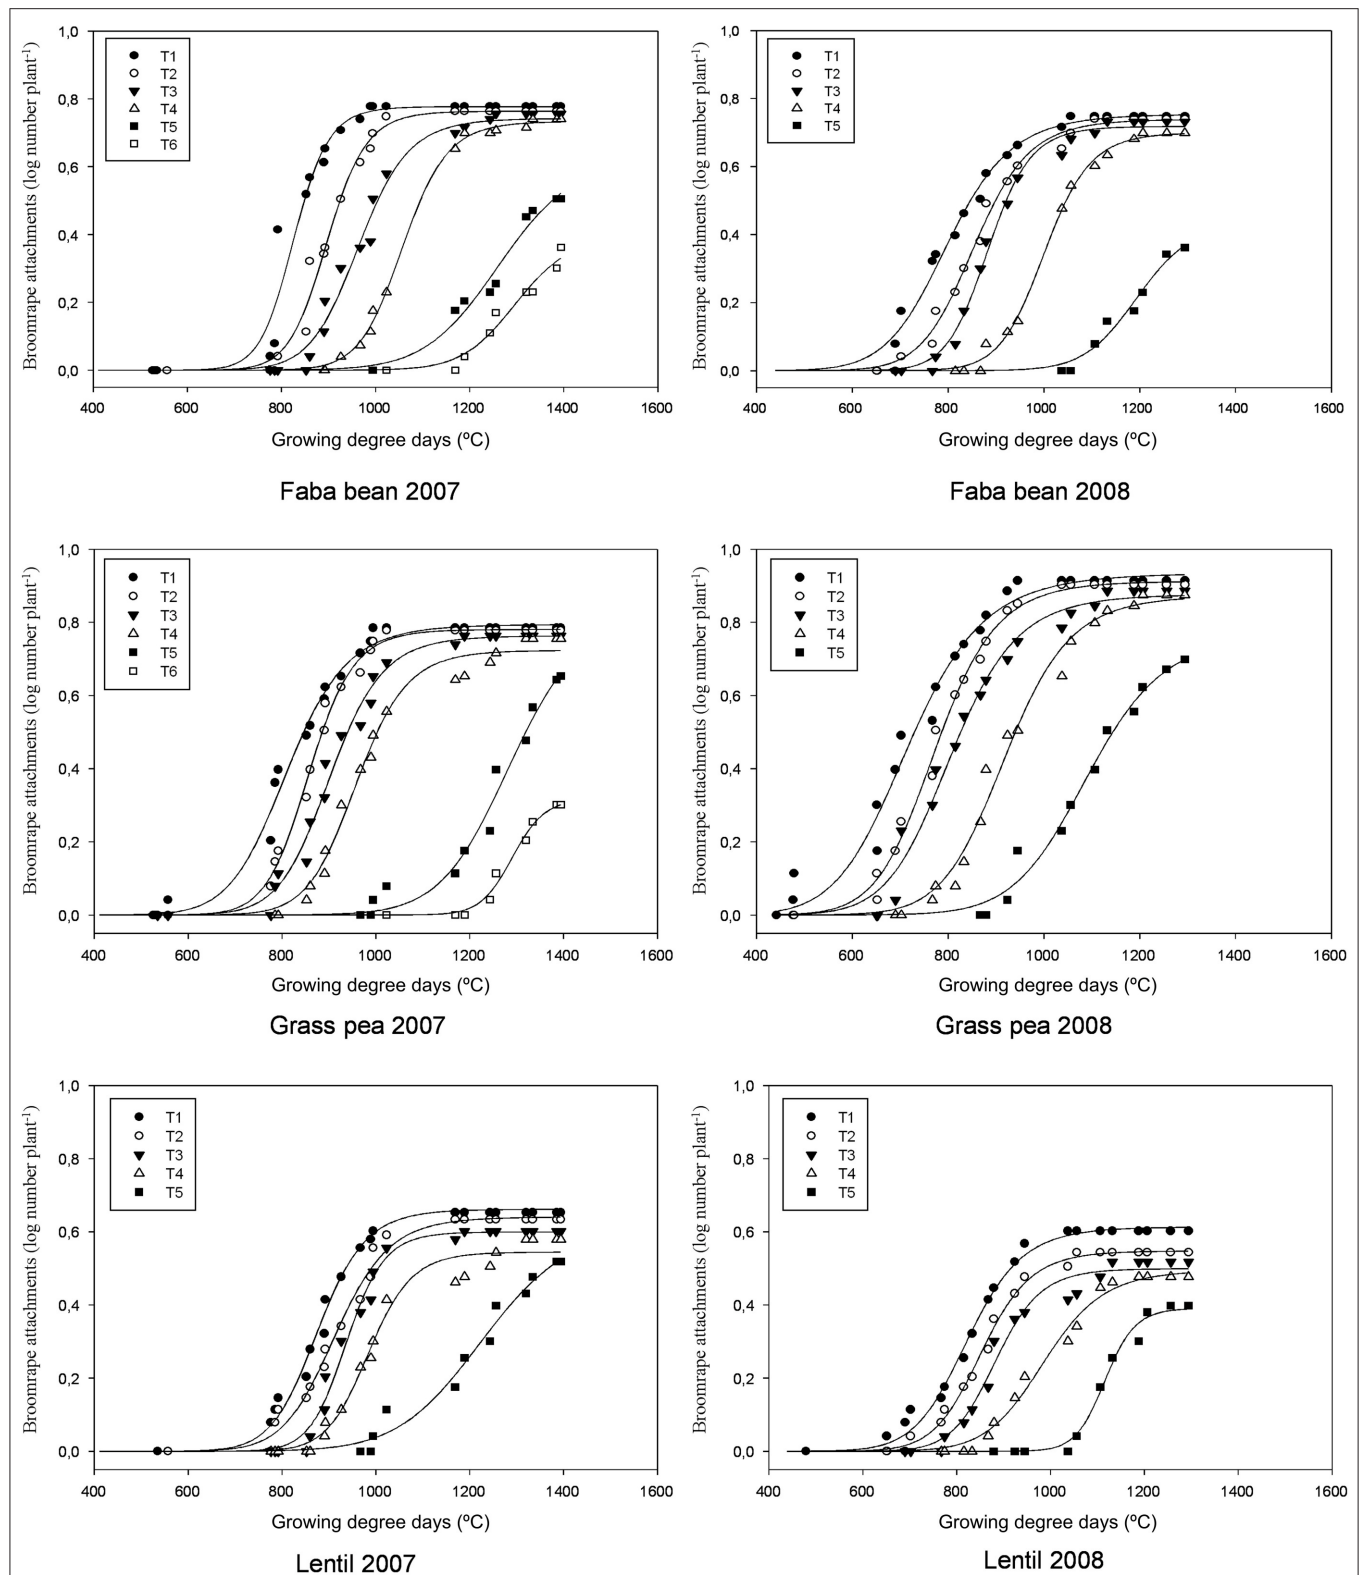 Broomrape attachments (log number plant-1)
1,0
0,8
0,6
0,4
0,2
0,0
T1
T2
T3
T4
T5
T6
400 600 800 1000 1200 1400 1600
Growing degree days (ºC)
Faba bean 2007
Broomrape attachments (log number plant-1)
1,0
0,8
0,6
0,4
0,2
0,0
T1
T2
T3
T4
T5
400 600 800 1000 1200 1400 1600
Growing degree days (ºC)
Faba bean 2008
Broomrape attachments (log number plant-1)
1,0
0,8
0,6
0,4
0,2
0,0
T1
T2
T3
T4
T5
T6
400 600 800 1000 1200 1400 1600
Growing degree days (ºC)
Grass pea 2007
Broomrape attachments (log number plant-1)
1,0
0,8
0,6
0,4
0,2
0,0
T1
T2
T3
T4
T5
400 600 800 1000 1200 1400 1600
Growing degree days (ºC)
Grass pea 2008
Broomrape attachments (log number plant-1)
1,0
0,8
0,6
0,4
0,2
0,0
T1
T2
T3
T4
T5
400 600 800 1000 1200 1400 1600
Growing degree days (ºC)
Lentil 2007
Broomrape attachments (log number plant-1)
1,0
0,8
0,6
0,4
0,2
0,0
T1
T2
T3
T4
T5
400 600 800 1000 1200 1400 1600
Growing degree days (ºC)
Lentil 2008